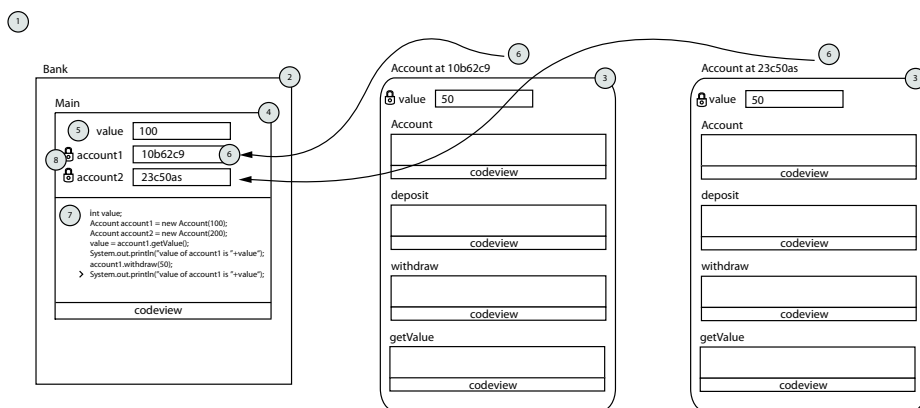 1
Bank
2
Main
4
5 value 100
8 account1 10b62c9 6
account2 23c50as
7
int value;
Account account1 = new Account(100);
Account account2 = new Account(200);
value = account1.getValue();
System.out.println("value of account1 is "+value");
account1.withdraw(50);
> System.out.println("value of account1 is "+value");
codeview
6
Account at 10b62c9
3
value 50
Account
codeview
deposit
codeview
withdraw
codeview
getValue
codeview
6
Account at 23c50as
3
value 50
Account
codeview
deposit
codeview
withdraw
codeview
getValue
codeview